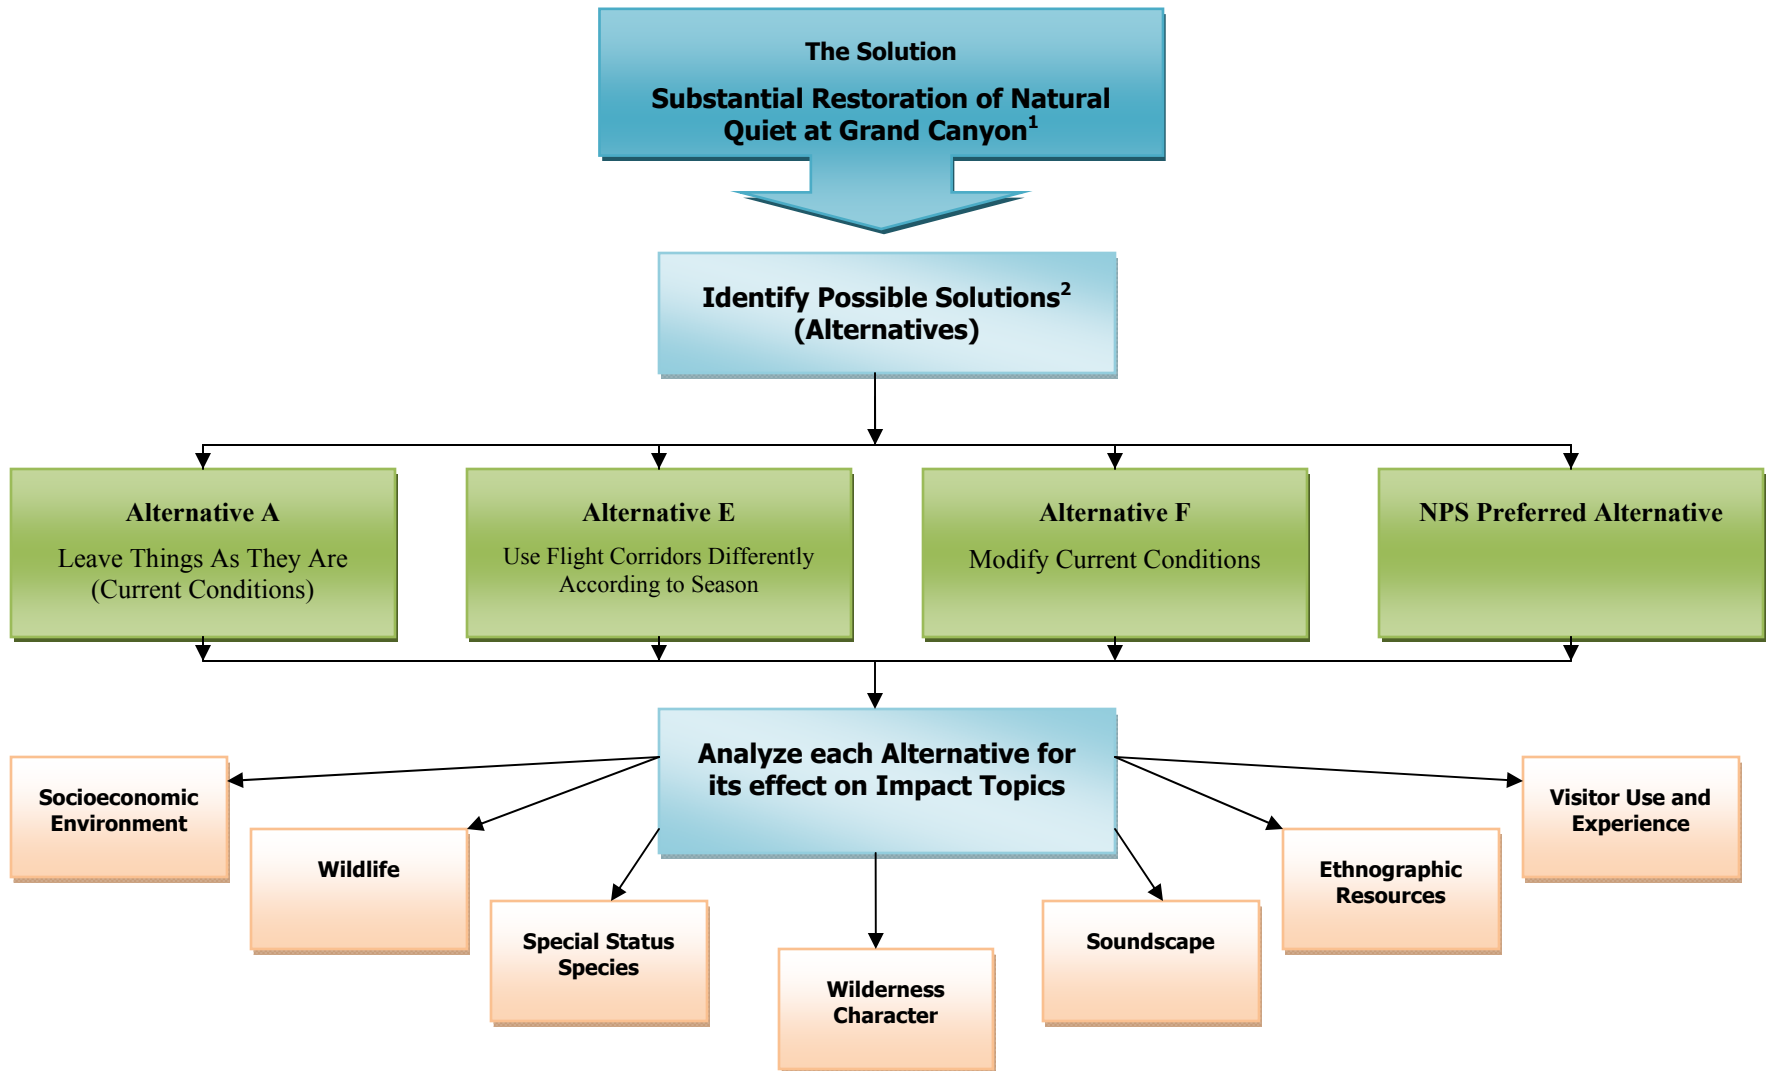 The Solution
Substantial Restoration of Natural
Quiet at Grand Canyon1
Identify Possible Solutions2
(Alternatives)
Alternative A
Leave Things As They Are
(Current Conditions)
Alternative E
Use Flight Corridors Differently
According to Season
Alternative F
Modify Current Conditions
NPS Preferred Alternative
Analyze each Alternative for
its effect on Impact Topics
Socioeconomic
Environment
Wildlife
Special Status
Species
Wilderness
Character
Soundscape
Ethnographic
Resources
Visitor Use and
Experience